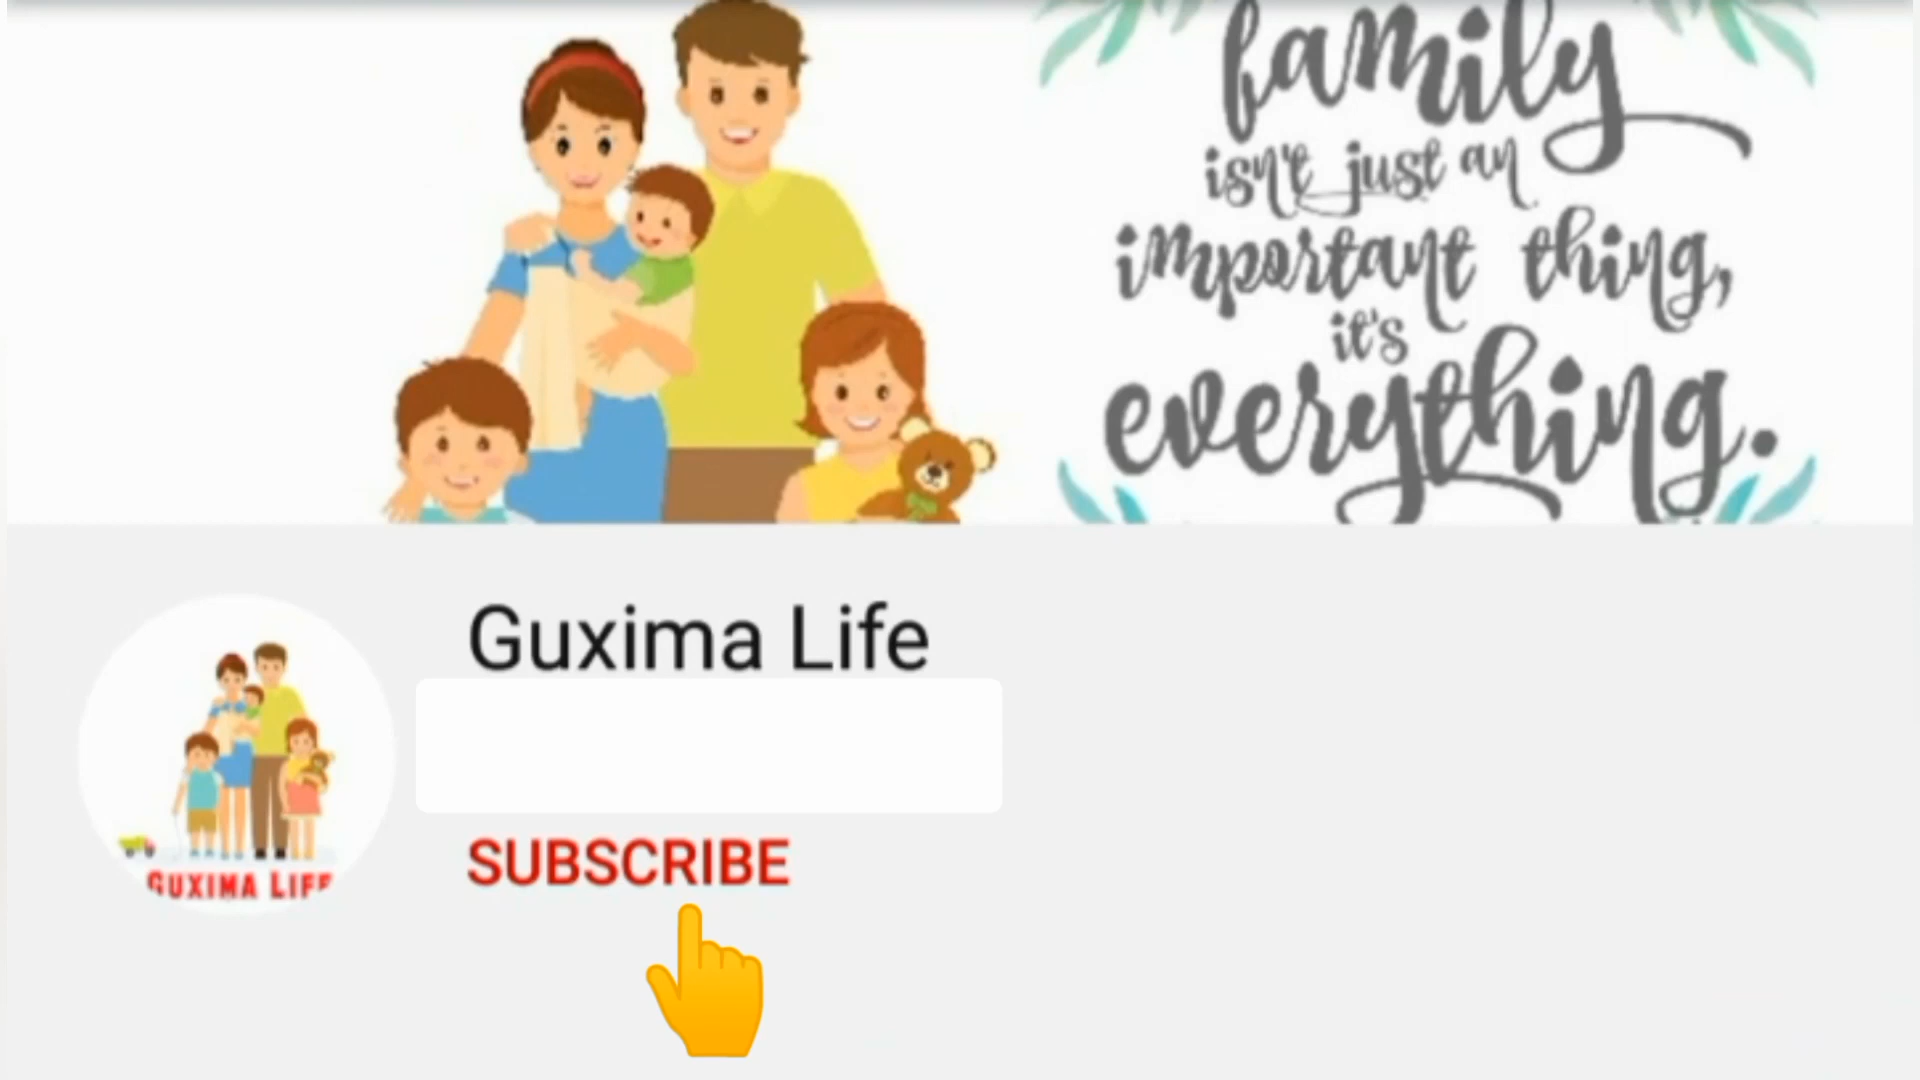 family
isn't just an
important thing,
it's
everything.
Guxima Life
SUBSCRIBE
GUXIMA LIFE